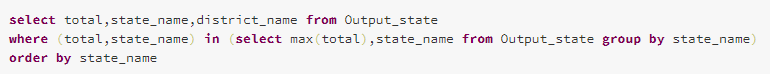 select total,state_name,district_name from Output_state
where (total,state_name) in (select max(total),state_name from Output_state group by state_name)
order by state_name